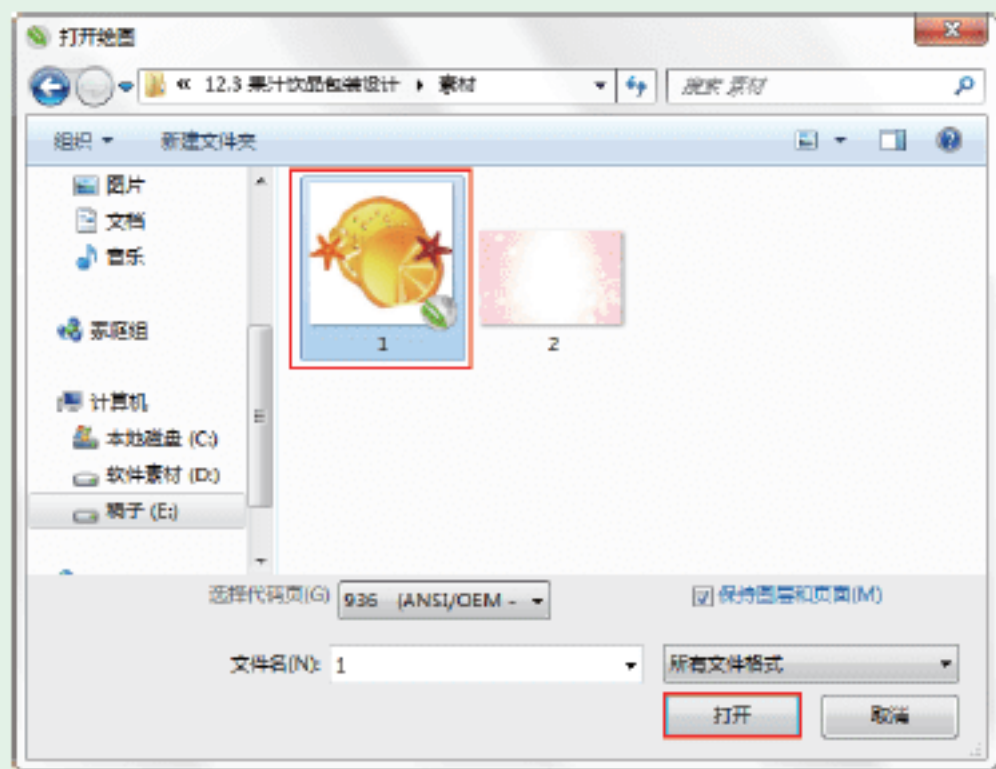 打开绘图
« 12.3 果汁饮品包装设计 ▸ 素材
搜索 素材
组织
新建文件夹
图片
文档
音乐
家庭组
计算机
本地磁盘 (C:)
软件素材 (D:)
稿子 (E:)
1
2
选择代码页(G)
936 (ANSI/OEM -
保持图层和页面(M)
文件名(N): 1
所有文件格式
打开
取消